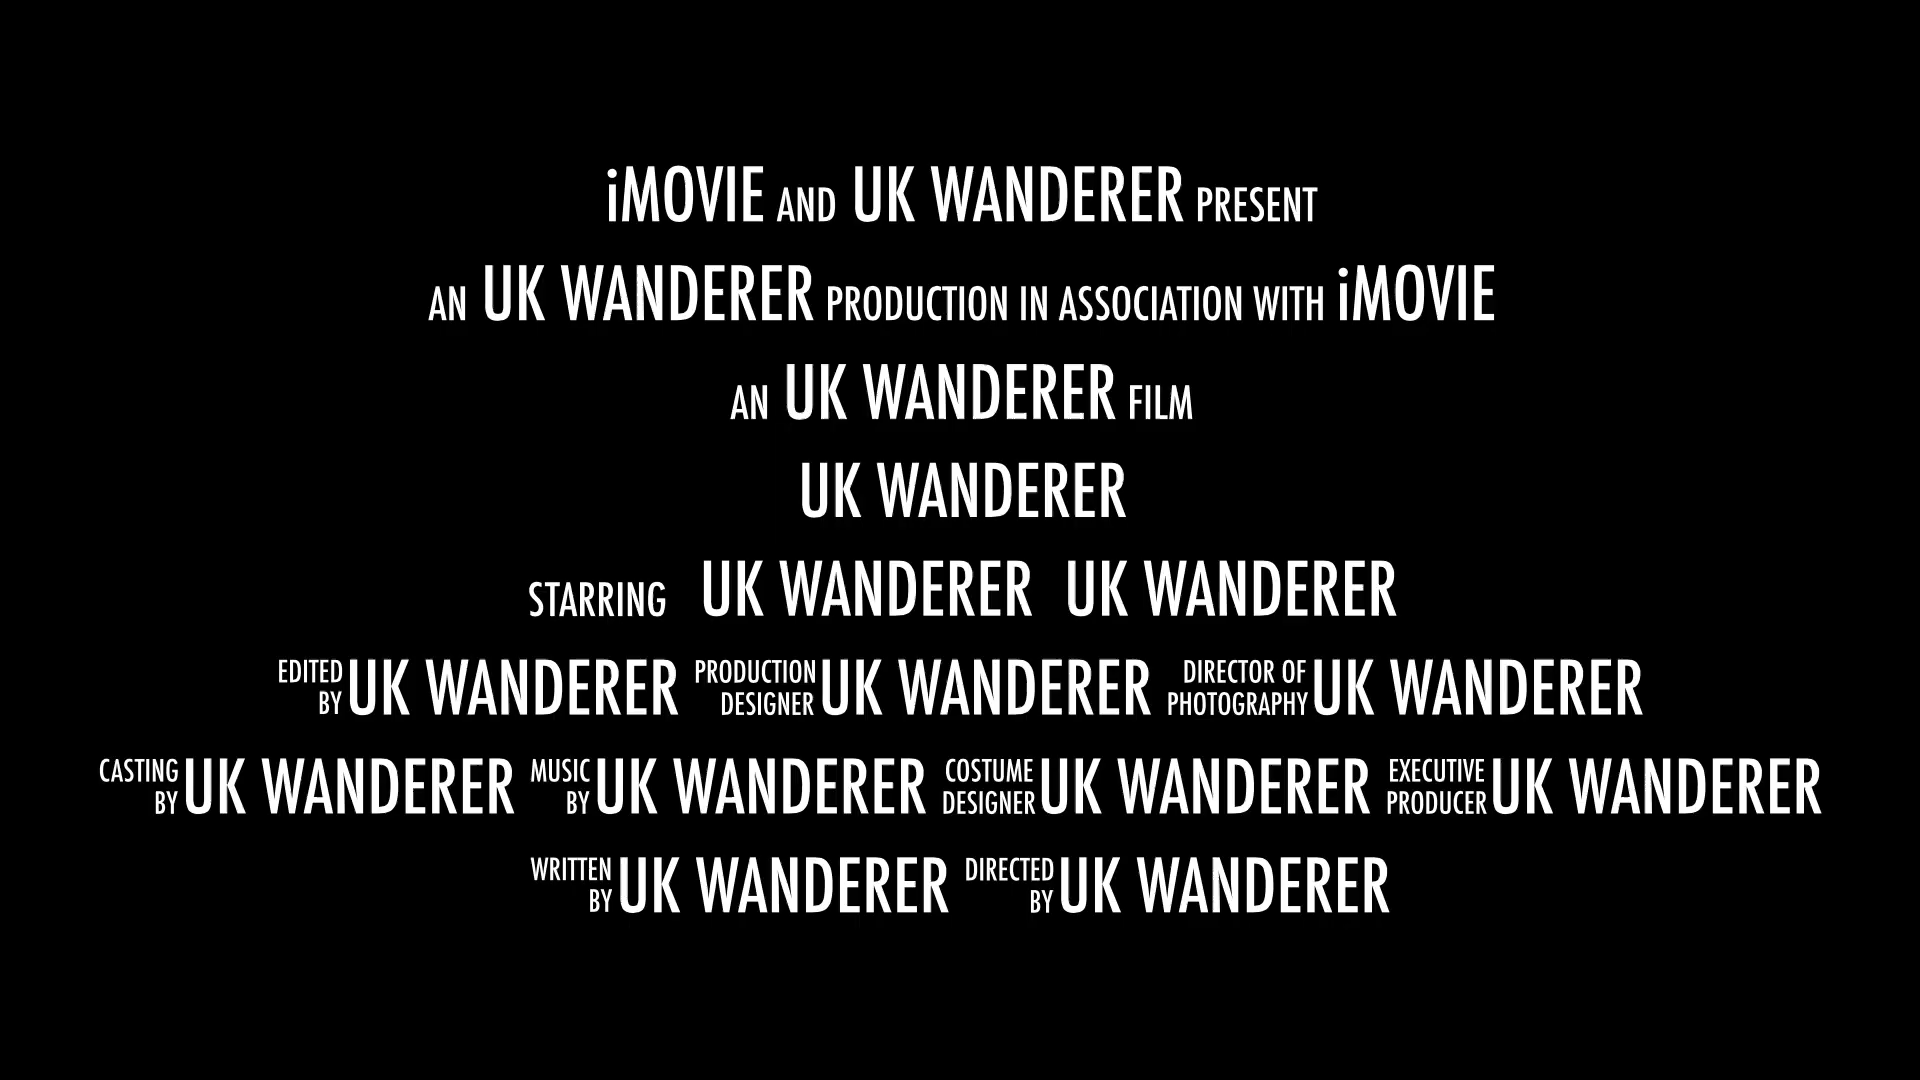 iMOVIE AND UK WANDERER PRESENT
AN UK WANDERER PRODUCTION IN ASSOCIATION WITH iMOVIE
AN UK WANDERER FILM
UK WANDERER
STARRING UK WANDERER UK WANDERER
EDITED BY UK WANDERER PRODUCTION DESIGNER UK WANDERER DIRECTOR OF PHOTOGRAPHY UK WANDERER
CASTING BY UK WANDERER MUSIC BY UK WANDERER COSTUME DESIGNER UK WANDERER EXECUTIVE PRODUCER UK WANDERER
WRITTEN BY UK WANDERER DIRECTED BY UK WANDERER